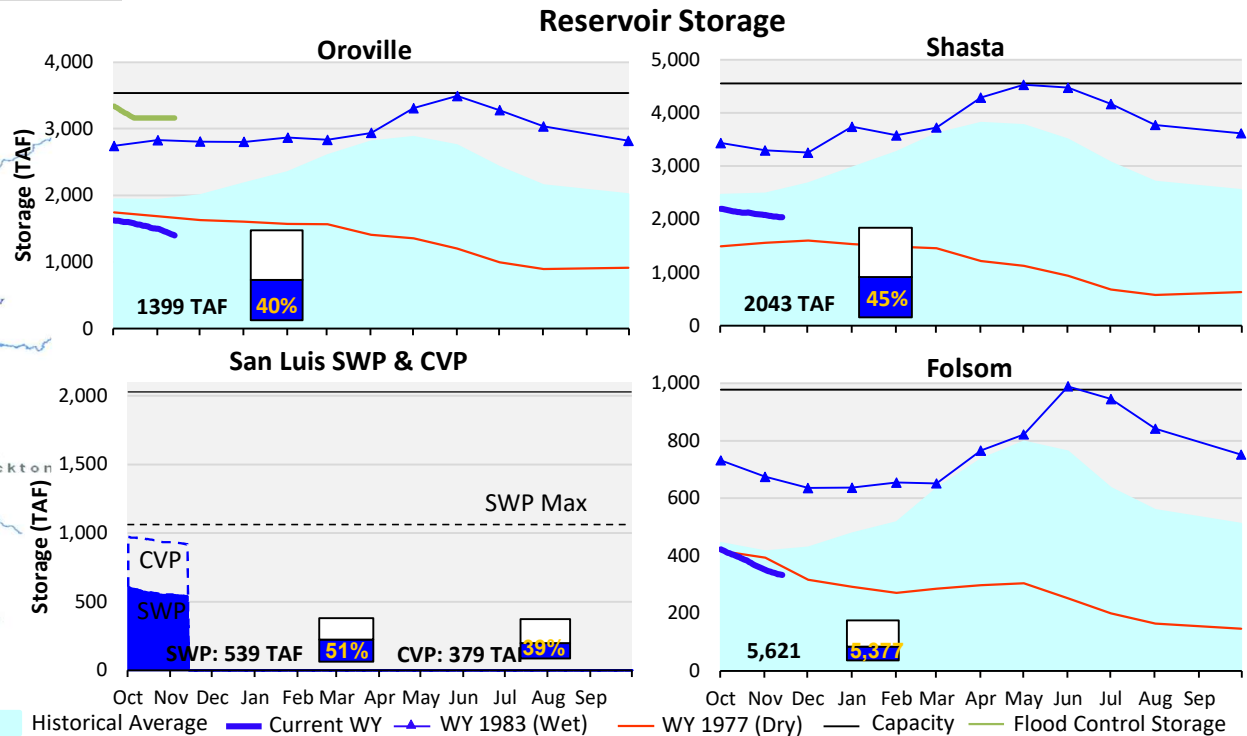 Reservoir Storage
Oroville
Shasta
4,000
3,000
2,000
1,000
0
Storage (TAF)
1399 TAF
40%
5,000
4,000
3,000
2,000
1,000
0
2043 TAF
45%
San Luis SWP & CVP
Folsom
2,000
1,500
1,000
500
0
Storage (TAF)
SWP Max
CVP
SWP
SWP: 539 TAF
51%
CVP: 379 TAF
39%
1,000
800
600
400
200
0
5,621
5,377
Oct Nov Dec Jan Feb Mar Apr May Jun Jul Aug Sep
Oct Nov Dec Jan Feb Mar Apr May Jun Jul Aug Sep
Historical Average Current WY WY 1983 (Wet) WY 1977 (Dry) Capacity Flood Control Storage
ckton